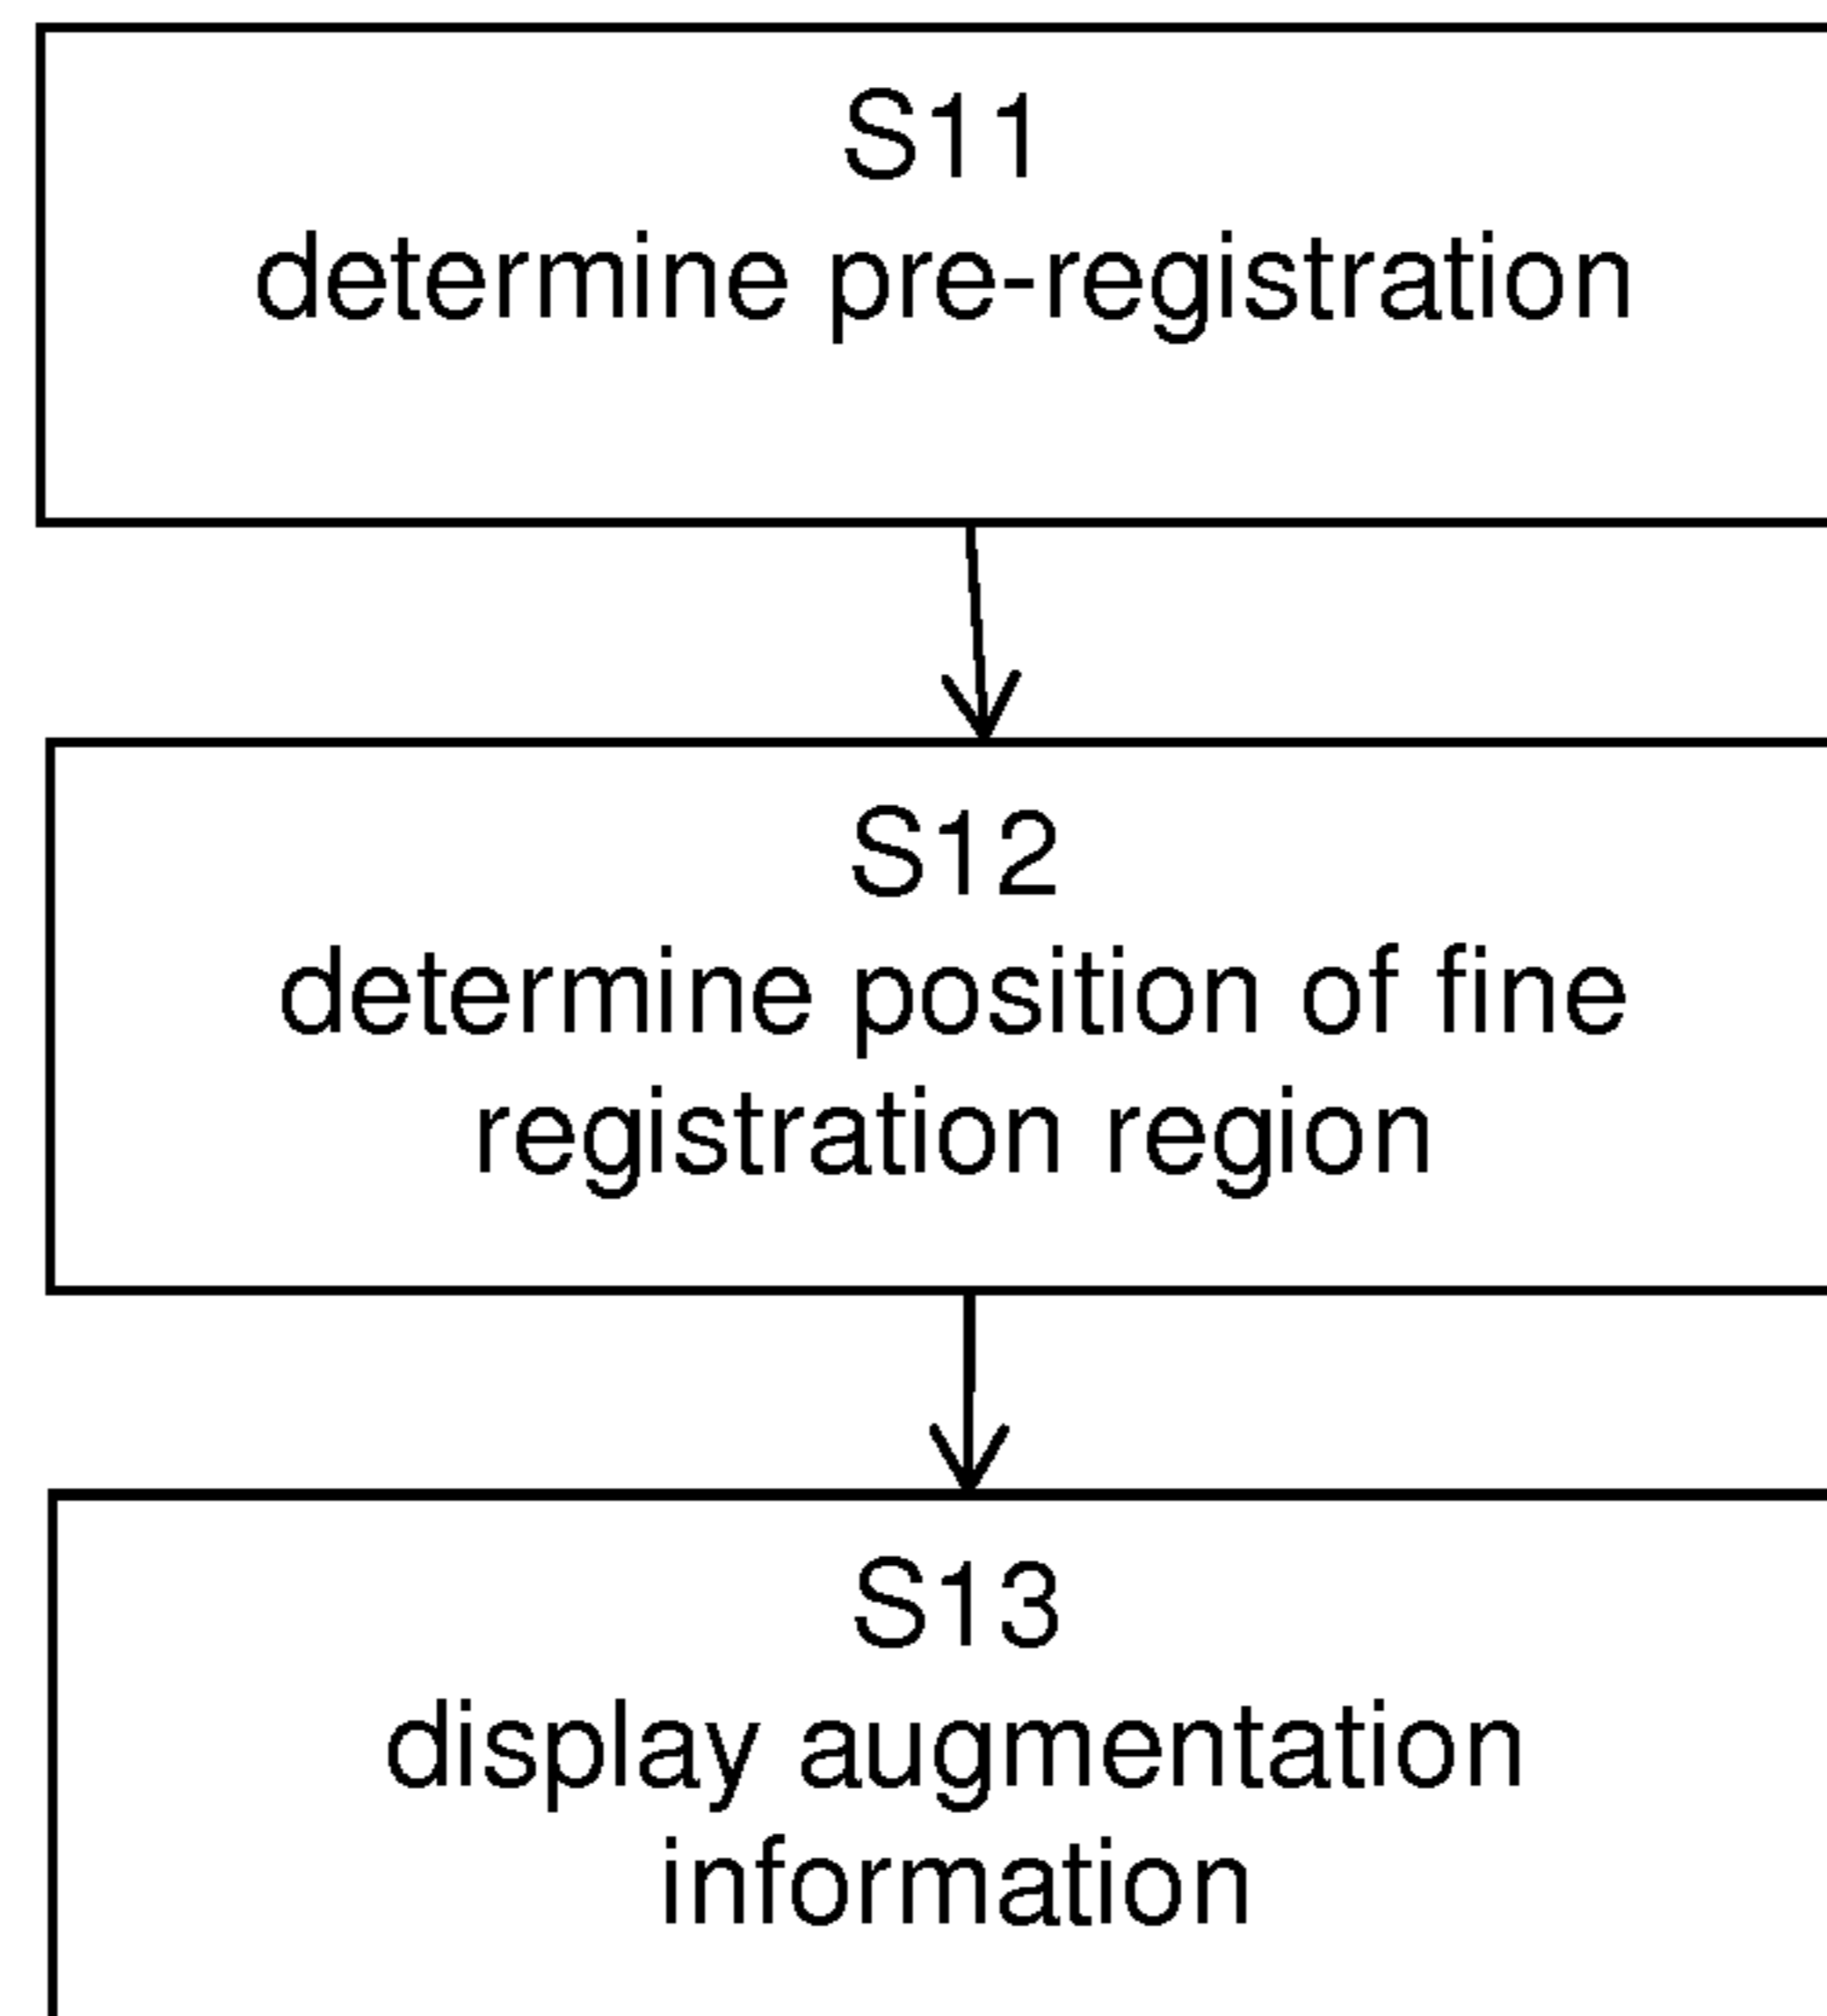 S11
determine pre-registration
S12
determine position of fine
registration region
S13
display augmentation
information